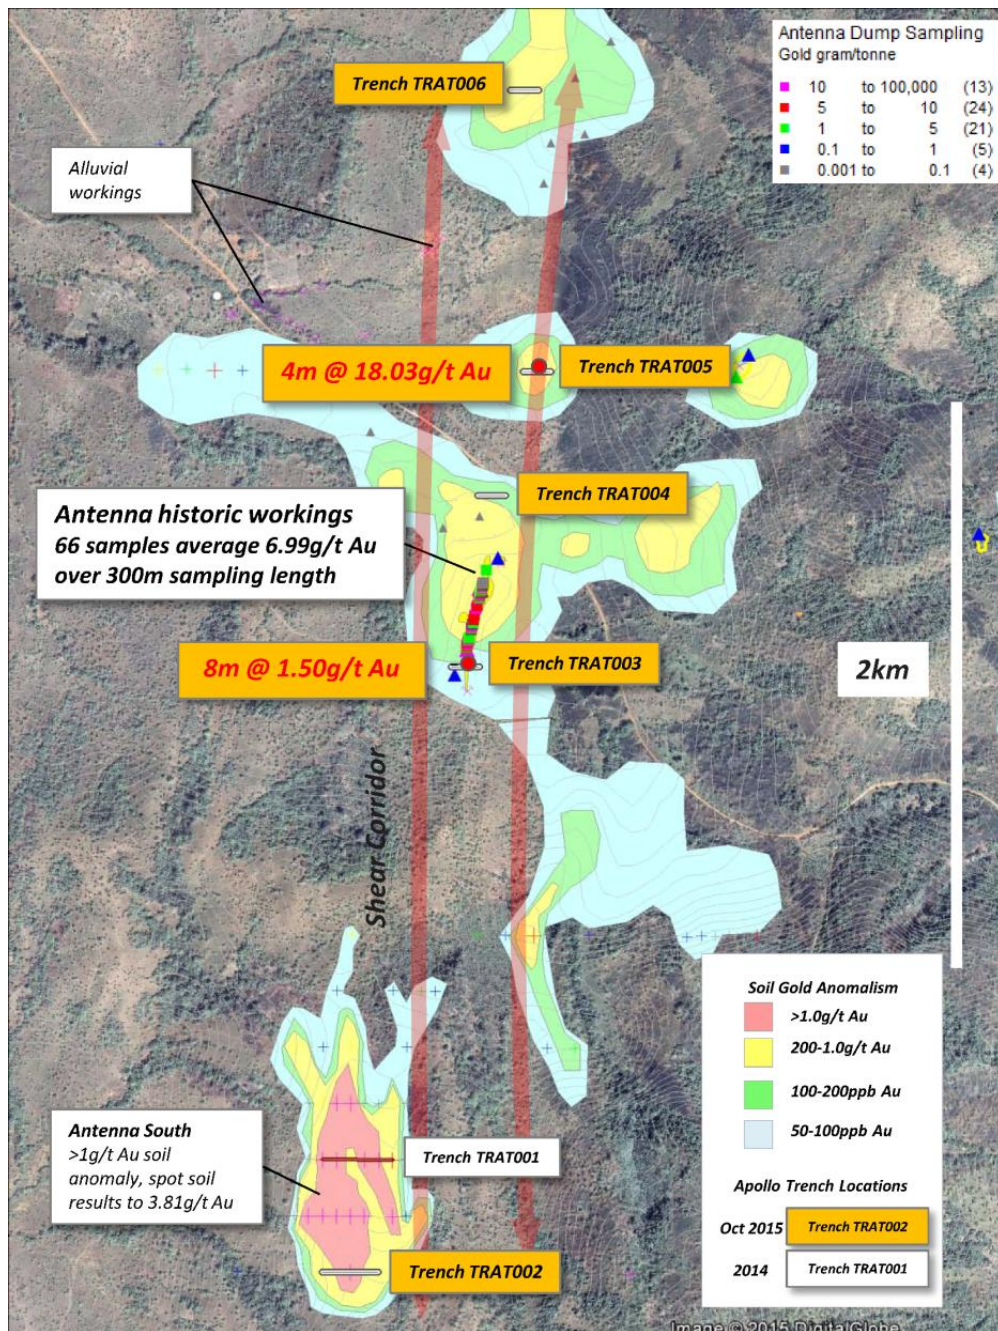 Antenna Dump Sampling
Gold gram/tonne
10 to 100,000 (13)
5 to 10 (24)
1 to 5 (21)
0.1 to 1 (5)
0.001 to 0.1 (4)
Trench TRAT006
Alluvial
workings
4m @ 18.03g/t Au
Trench TRAT005
Trench TRAT004
Antenna historic workings
66 samples average 6.99g/t Au
over 300m sampling length
8m @ 1.50g/t Au
Trench TRAT003
2km
Shear Corridor
Soil Gold Anomalism
>1.0g/t Au
200-1.0g/t Au
100-200ppb Au
50-100ppb Au
Antenna South
>1g/t Au soil
anomaly, spot soil
results to 3.81g/t Au
Trench TRAT001
Trench TRAT002
Apollo Trench Locations
Oct 2015 Trench TRAT002
2014 Trench TRAT001
Image © 2015 DigitalGlobe